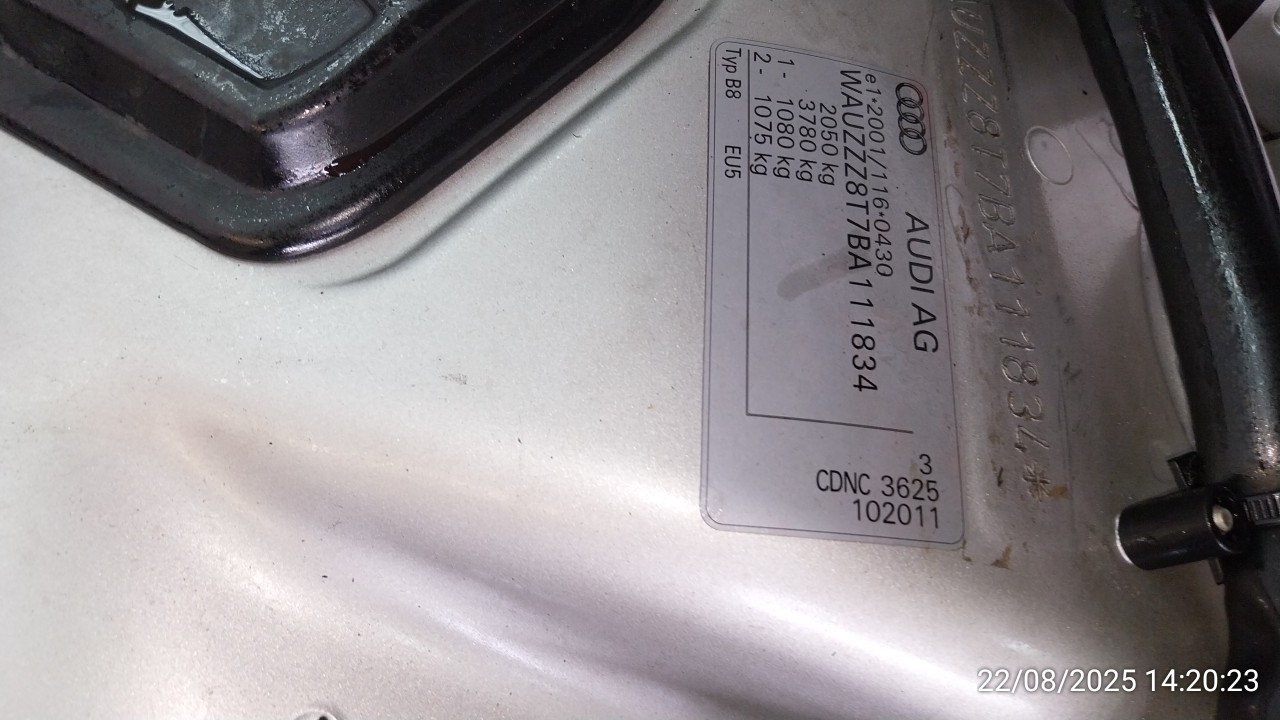 AUDI AG
e1*2001/116*0430
WAUZZZ8T7BA111834
2050 kg
3780 kg
1 - 1080 kg
2 - 1075 kg
Typ B8 EU5
3
CDNC 3625
102011
AUZZZ8T7BA111834*
22/08/2025 14:20:23